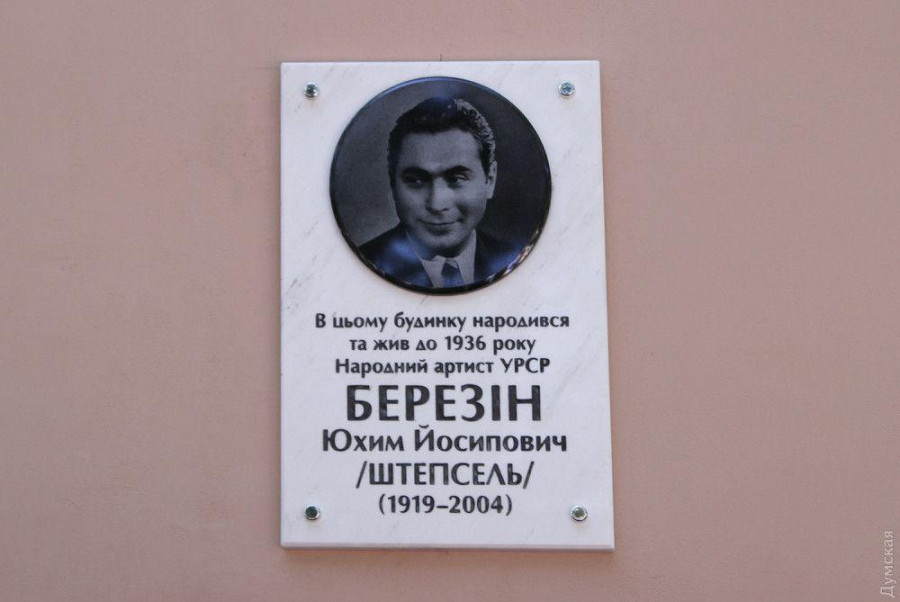 В цьому будинку народився
та жив до 1936 року
Народний артист УРСР
БЕРЕЗІН
Юхим Йосипович
/ШТЕПСЕЛЬ/
(1919–2004)
Думская